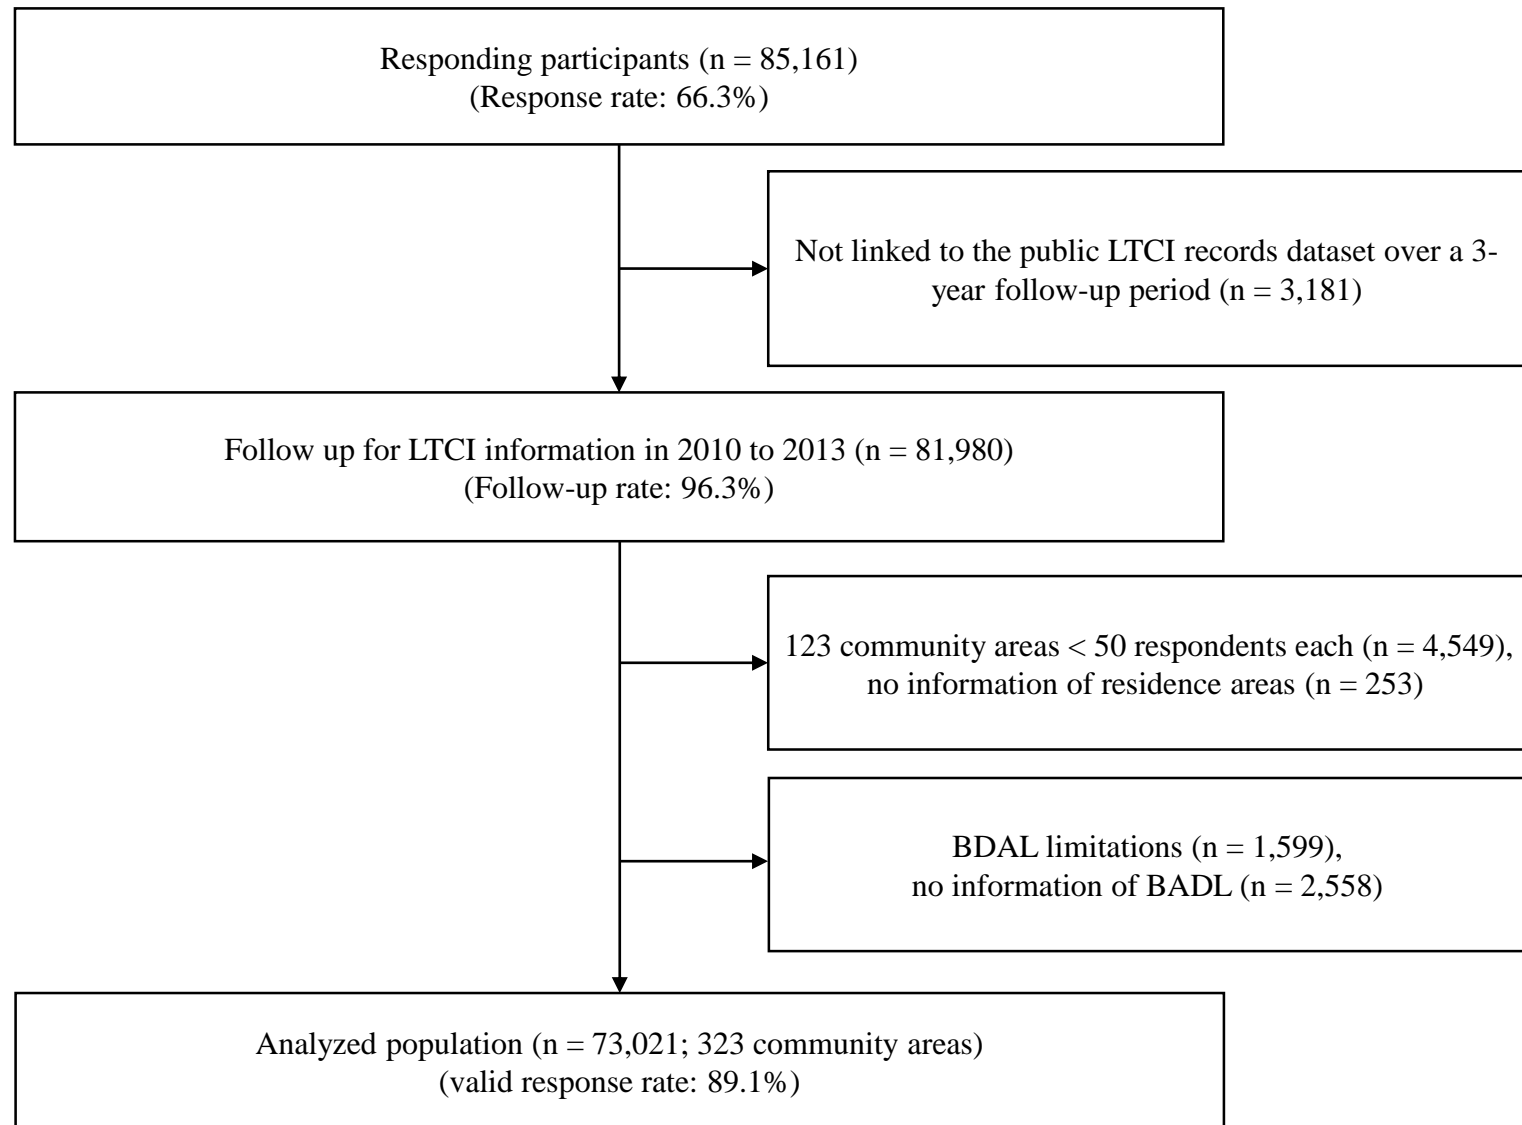 Responding participants (n = 85,161)
(Response rate: 66.3%)
Not linked to the public LTCI records dataset over a 3-
year follow-up period (n = 3,181)
Follow up for LTCI information in 2010 to 2013 (n = 81,980)
(Follow-up rate: 96.3%)
123 community areas < 50 respondents each (n = 4,549),
no information of residence areas (n = 253)
BDAL limitations (n = 1,599),
no information of BADL (n = 2,558)
Analyzed population (n = 73,021; 323 community areas)
(valid response rate: 89.1%)